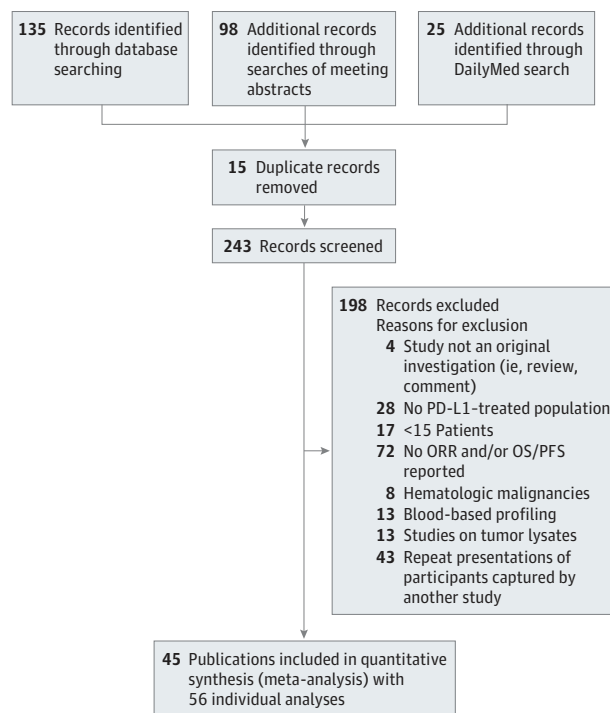 135 Records identified
through database
searching
98 Additional records
identified through
searches of meeting
abstracts
25 Additional records
identified through
DailyMed search
15 Duplicate records
removed
243 Records screened
198 Records excluded
Reasons for exclusion
4 Study not an original
investigation (ie, review,
comment)
28 No PD-L1-treated population
17 <15 Patients
72 No ORR and/or OS/PFS
reported
8 Hematologic malignancies
13 Blood-based profiling
13 Studies on tumor lysates
43 Repeat presentations of
participants captured by
another study
45 Publications included in quantitative
synthesis (meta-analysis) with
56 individual analyses